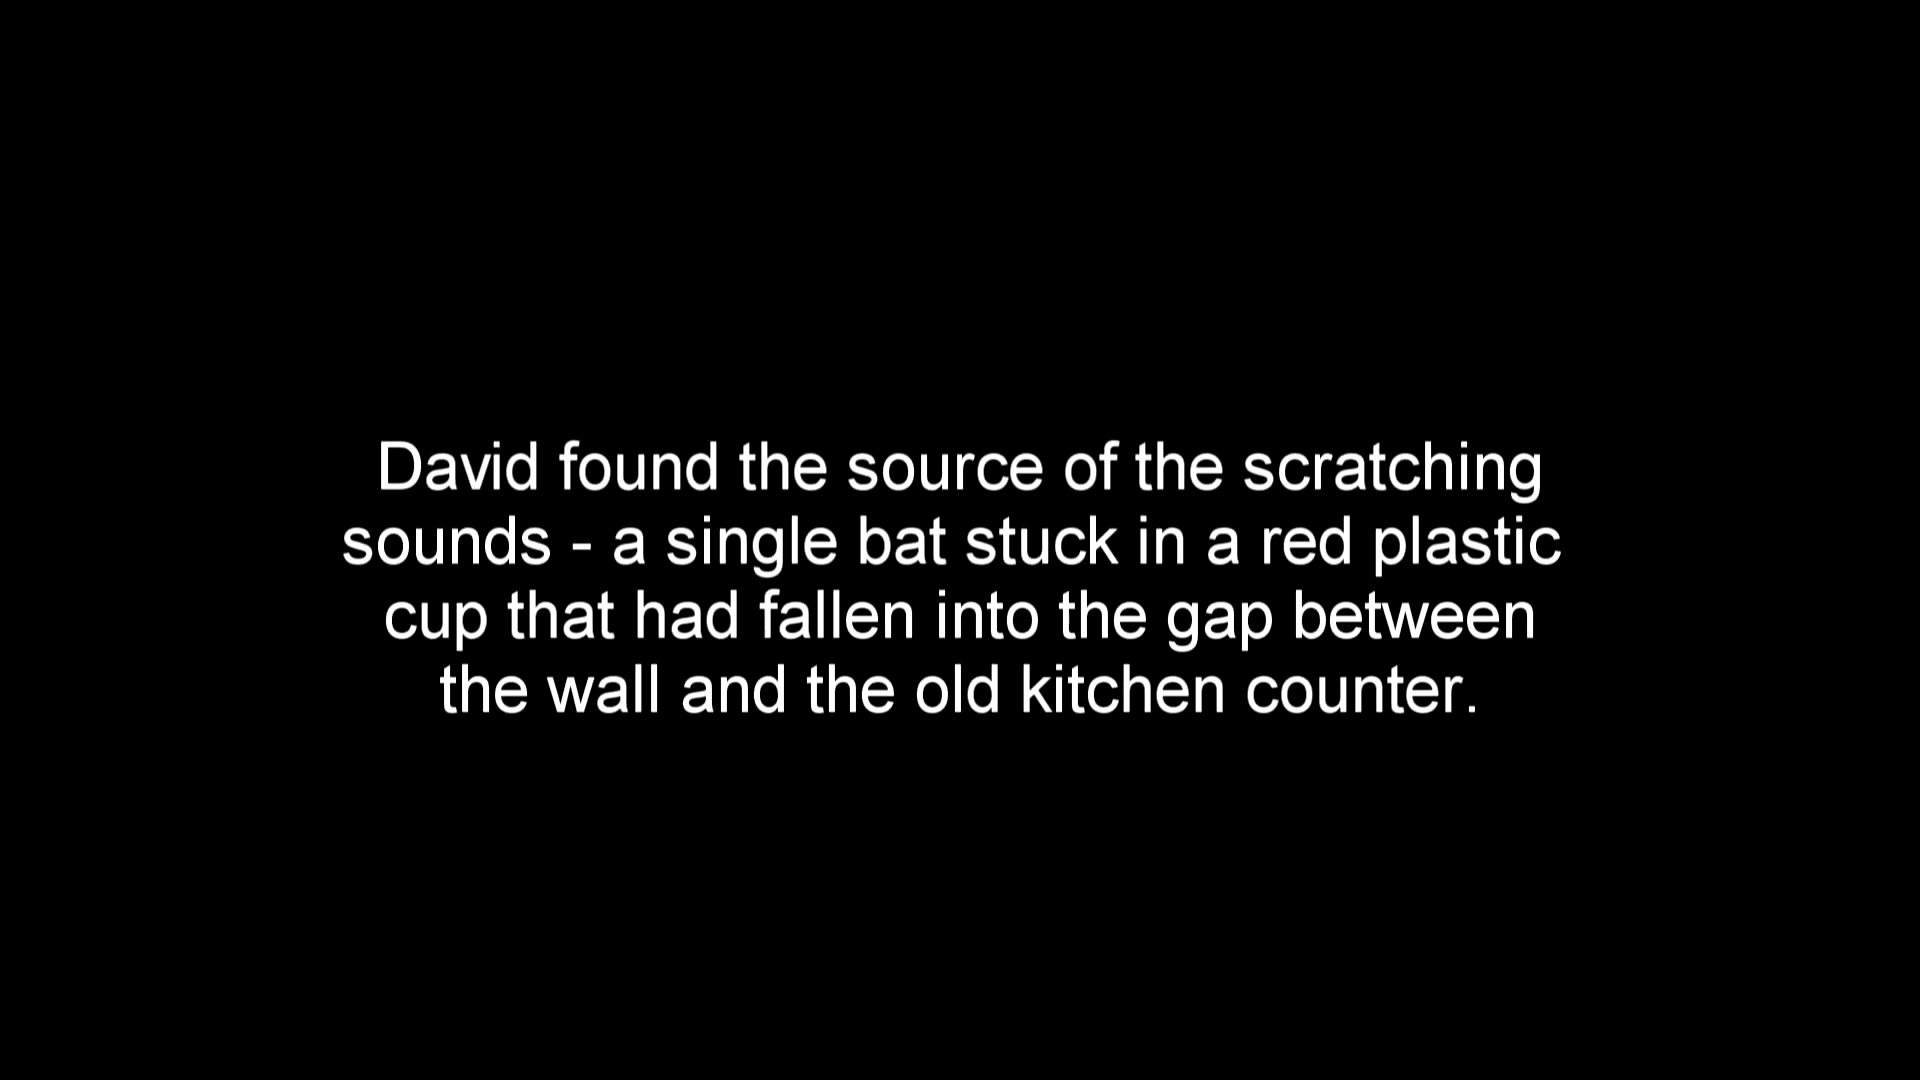 David found the source of the scratching
sounds - a single bat stuck in a red plastic
cup that had fallen into the gap between
the wall and the old kitchen counter.